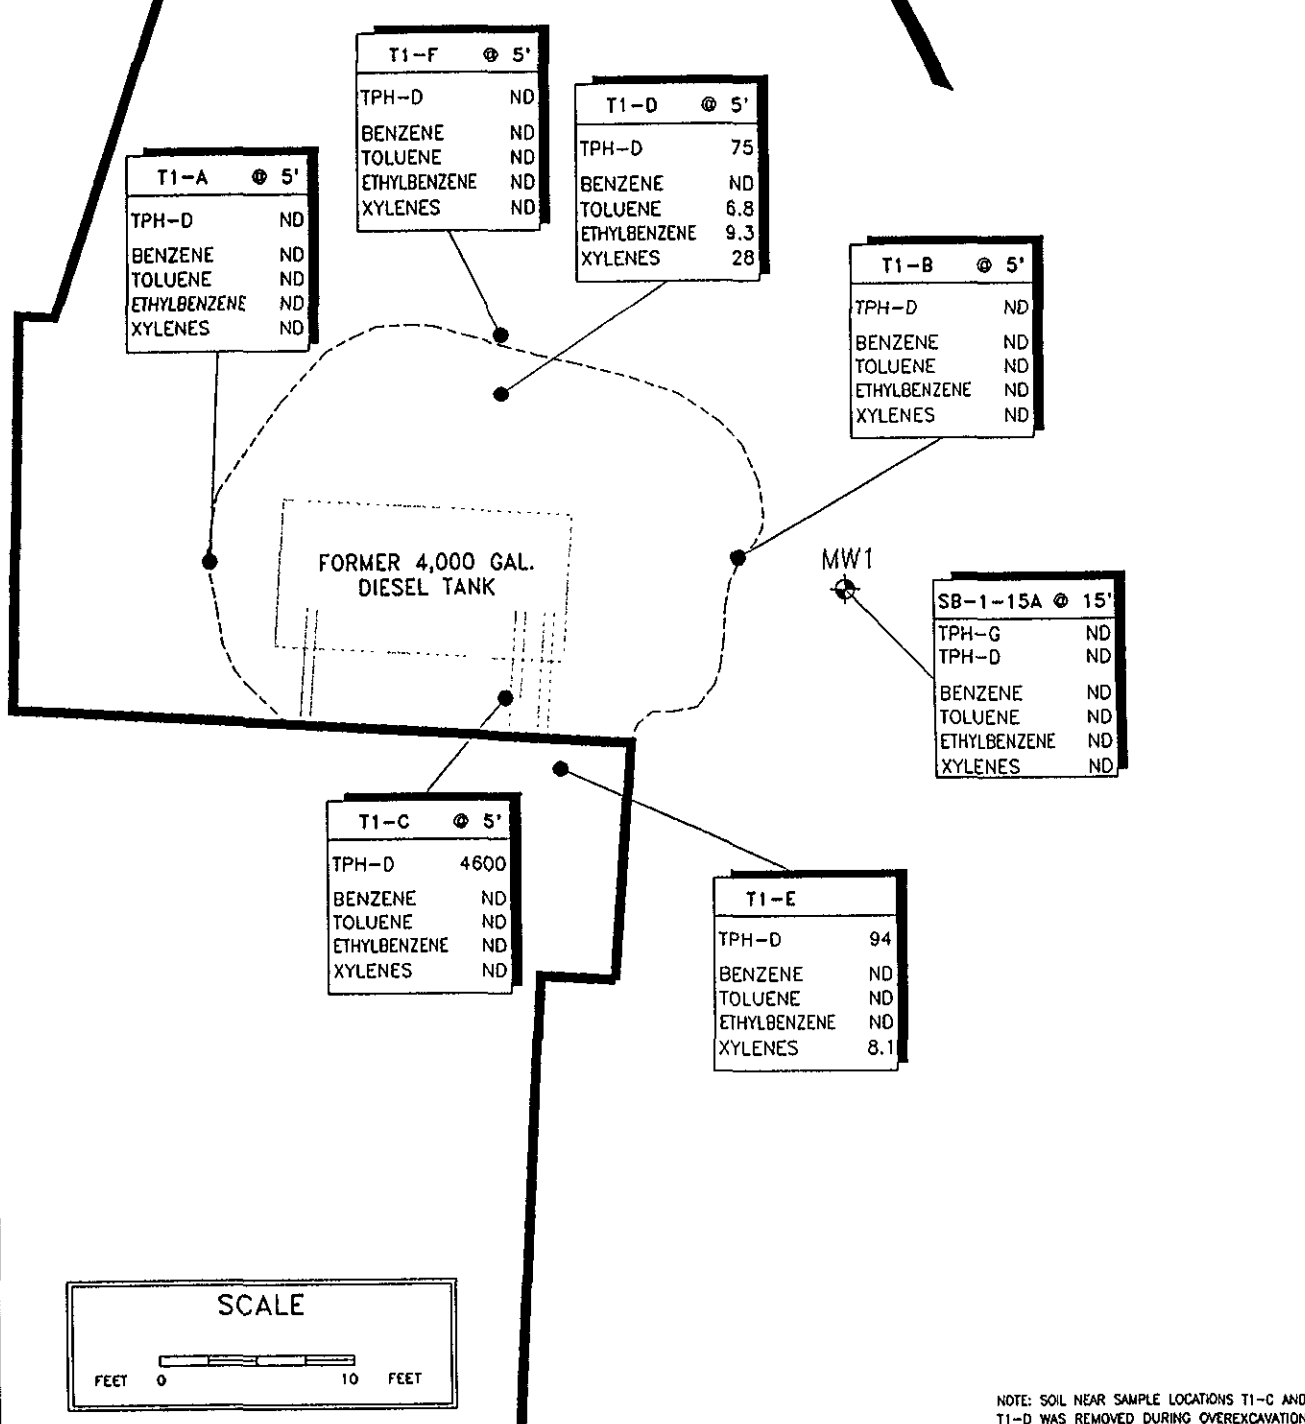 T1-F @ 5'
TPH-D ND
BENZENE ND
TOLUENE ND
ETHYLBENZENE ND
XYLENES ND
T1-D @ 5'
TPH-D 75
BENZENE ND
TOLUENE 6.8
ETHYLBENZENE 9.3
XYLENES 28
T1-A @ 5'
TPH-D ND
BENZENE ND
TOLUENE ND
ETHYLBENZENE ND
XYLENES ND
T1-B @ 5'
TPH-D ND
BENZENE ND
TOLUENE ND
ETHYLBENZENE ND
XYLENES ND
FORMER 4,000 GAL.
DIESEL TANK
MW1
SB-1-15A @ 15'
TPH-G ND
TPH-D ND
BENZENE ND
TOLUENE ND
ETHYLBENZENE ND
XYLENES ND
T1-C @ 5'
TPH-D 4600
BENZENE ND
TOLUENE ND
ETHYLBENZENE ND
XYLENES ND
T1-E
TPH-D 94
BENZENE ND
TOLUENE ND
ETHYLBENZENE ND
XYLENES 8.1
SCALE
FEET 0 10 FEET
NOTE: SOIL NEAR SAMPLE LOCATIONS T1-C AND
T1-D WAS REMOVED DURING OVEREXCAVATION